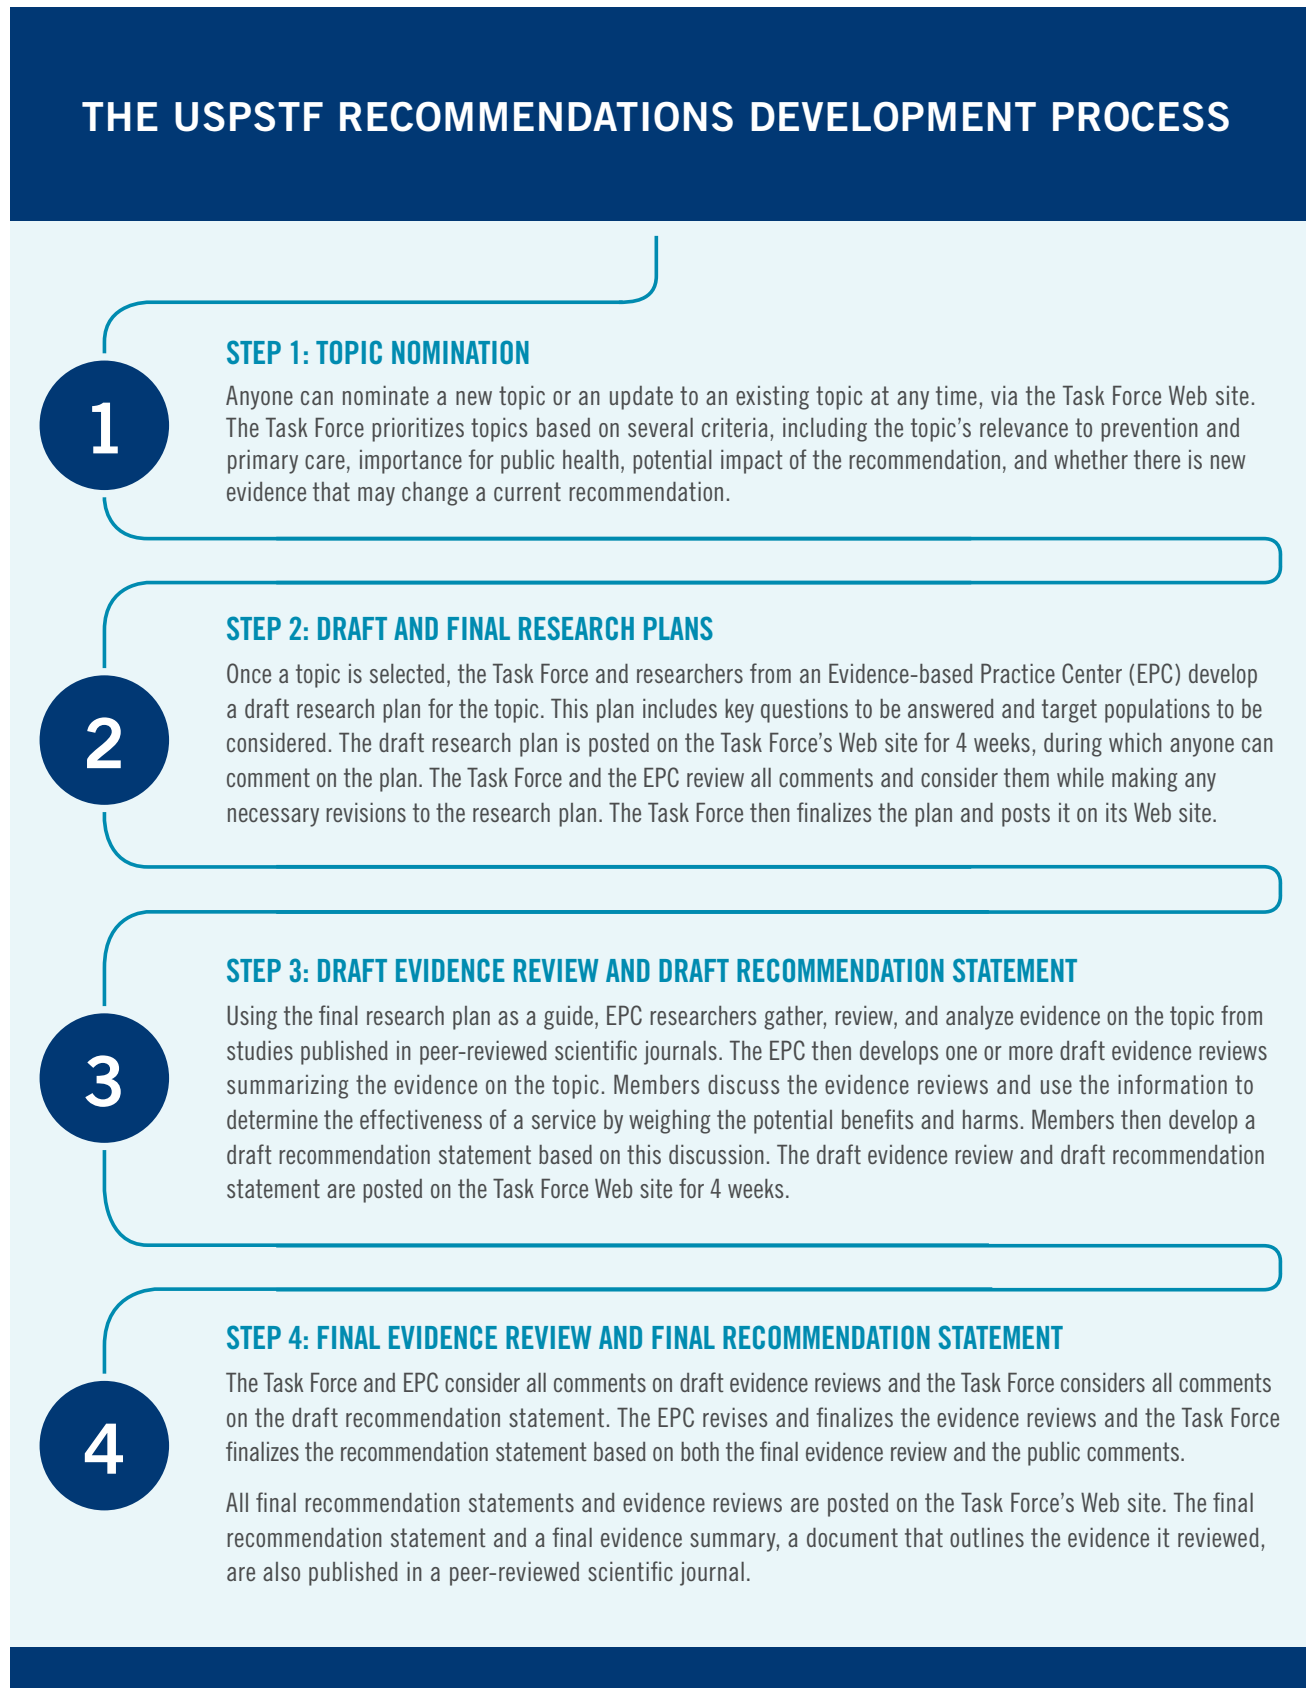 THE USPSTF RECOMMENDATIONS DEVELOPMENT PROCESS
1
STEP 1: TOPIC NOMINATION
Anyone can nominate a new topic or an update to an existing topic at any time, via the Task Force Web site.
The Task Force prioritizes topics based on several criteria, including the topic’s relevance to prevention and
primary care, importance for public health, potential impact of the recommendation, and whether there is new
evidence that may change a current recommendation.
2
STEP 2: DRAFT AND FINAL RESEARCH PLANS
Once a topic is selected, the Task Force and researchers from an Evidence-based Practice Center (EPC) develop
a draft research plan for the topic. This plan includes key questions to be answered and target populations to be
considered. The draft research plan is posted on the Task Force’s Web site for 4 weeks, during which anyone can
comment on the plan. The Task Force and the EPC review all comments and consider them while making any
necessary revisions to the research plan. The Task Force then finalizes the plan and posts it on its Web site.
3
STEP 3: DRAFT EVIDENCE REVIEW AND DRAFT RECOMMENDATION STATEMENT
Using the final research plan as a guide, EPC researchers gather, review, and analyze evidence on the topic from
studies published in peer-reviewed scientific journals. The EPC then develops one or more draft evidence reviews
summarizing the evidence on the topic. Members discuss the evidence reviews and use the information to
determine the effectiveness of a service by weighing the potential benefits and harms. Members then develop a
draft recommendation statement based on this discussion. The draft evidence review and draft recommendation
statement are posted on the Task Force Web site for 4 weeks.
4
STEP 4: FINAL EVIDENCE REVIEW AND FINAL RECOMMENDATION STATEMENT
The Task Force and EPC consider all comments on draft evidence reviews and the Task Force considers all comments
on the draft recommendation statement. The EPC revises and finalizes the evidence reviews and the Task Force
finalizes the recommendation statement based on both the final evidence review and the public comments.
All final recommendation statements and evidence reviews are posted on the Task Force’s Web site. The final
recommendation statement and a final evidence summary, a document that outlines the evidence it reviewed,
are also published in a peer-reviewed scientific journal.